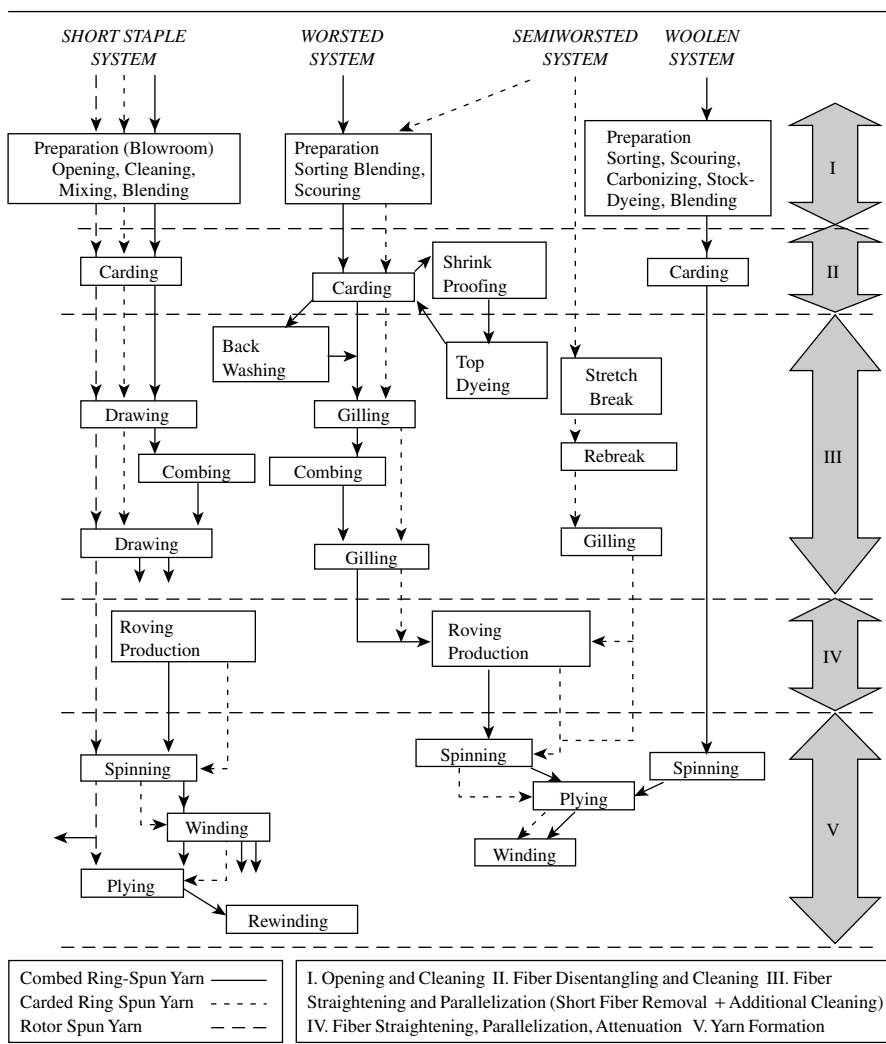 SHORT STAPLE
SYSTEM
WORSTED
SYSTEM
SEMIWORSTED
SYSTEM
WOOLEN
SYSTEM
Preparation (Blowroom)
Opening, Cleaning,
Mixing, Blending
Preparation
Sorting Blending,
Scouring
Preparation
Sorting, Scouring,
Carbonizing, Stock-
Dyeing, Blending
I
Carding
Carding
Shrink
Proofing
Carding
II
Back
Washing
Top
Dyeing
Stretch
Break
Drawing
Gilling
Combing
Combing
Rebreak
III
Drawing
Gilling
Gilling
Roving
Production
Roving
Production
IV
Spinning
Spinning
Spinning
Plying
Winding
Winding
V
Plying
Rewinding
Combed Ring-Spun Yarn
Carded Ring Spun Yarn
Rotor Spun Yarn
I. Opening and Cleaning II. Fiber Disentangling and Cleaning III. Fiber
Straightening and Parallelization (Short Fiber Removal + Additional Cleaning)
IV. Fiber Straightening, Parallelization, Attenuation V. Yarn Formation